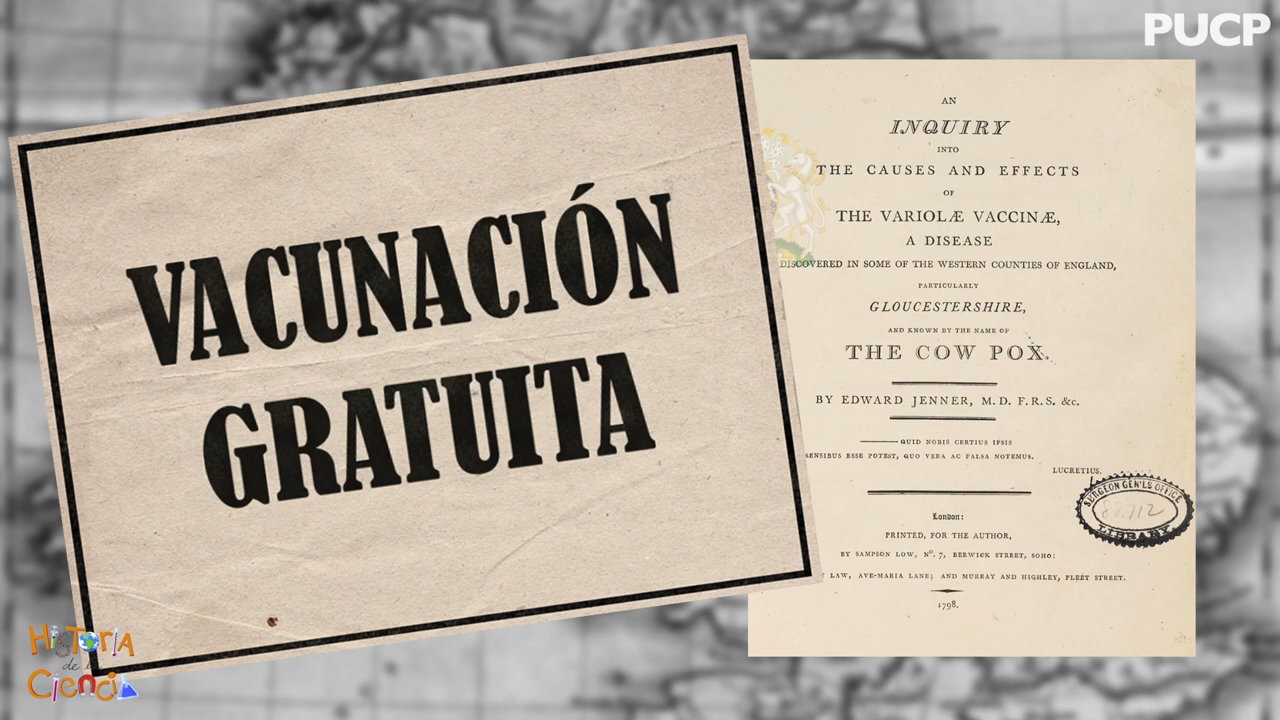 PUCP
VACUNACIÓN
GRATUITA
AN
INQUIRY
INTO
THE CAUSES AND EFFECTS
OF
THE VARIOLÆ VACCINÆ,
A DISEASE
DISCOVERED IN SOME OF THE WESTERN COUNTIES OF ENGLAND,
PARTICULARLY
GLOUCESTERSHIRE,
AND KNOWN BY THE NAME OF
THE COW POX.
BY EDWARD JENNER, M.D. F.R.S. &c.
QUID NOBIS CERTIUS IPSIS
SENSIBUS ESSE POTEST, QUO VERA AC FALSA NOTEMUS.
LUCRETIUS.
SURGEON GEN'LS OFFICE
LIBRARY
London:
PRINTED, FOR THE AUTHOR,
BY SAMPSON LOW, Nº. 7, BERWICK STREET, SOHO:
LAW, AVE-MARIA LANE; AND MURRAY AND HIGHLEY, FLEET STREET.
1798.
HiSTORiA
de
Ciencia